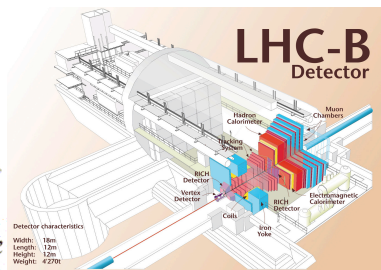 LHC-B
Detector
Muon
Chambers
Hadron
Calorimeter
Tracking
System
RICH
Detector
Vertex
Detector
Coils
Iron
Yoke
RICH
Detector
Electromagnetic
Calorimeter
Detector characteristics
Width: 18m
Length: 12m
Height: 12m
Weight: 4'270t